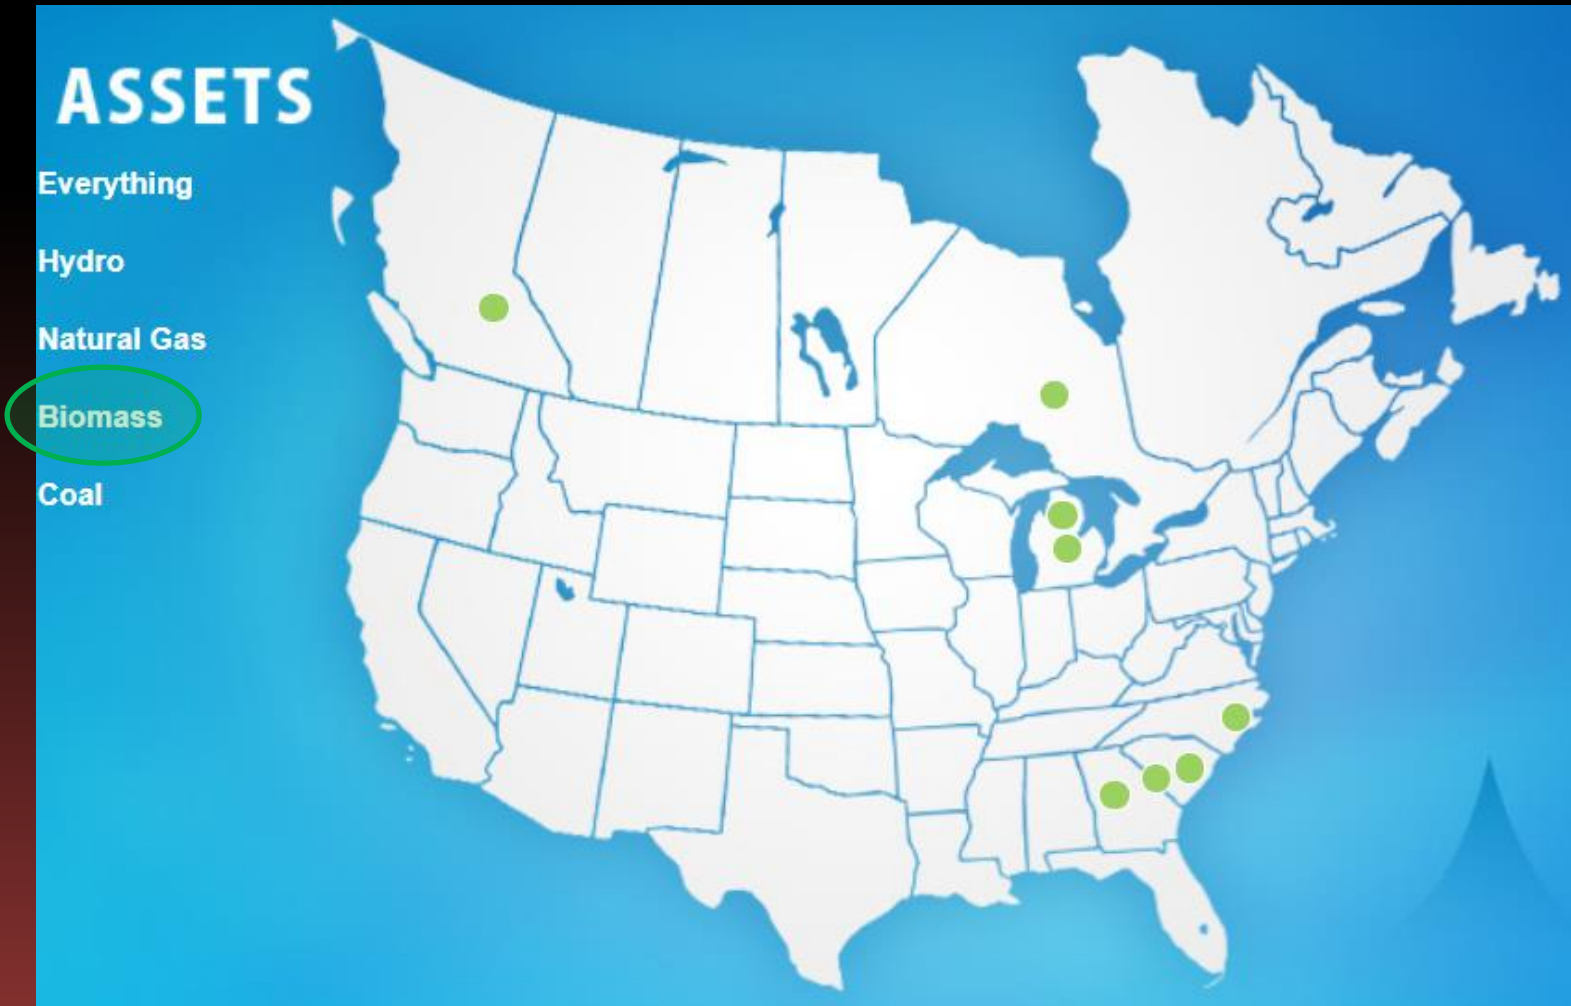 ASSETS
Everything
Hydro
Natural Gas
Biomass
Coal